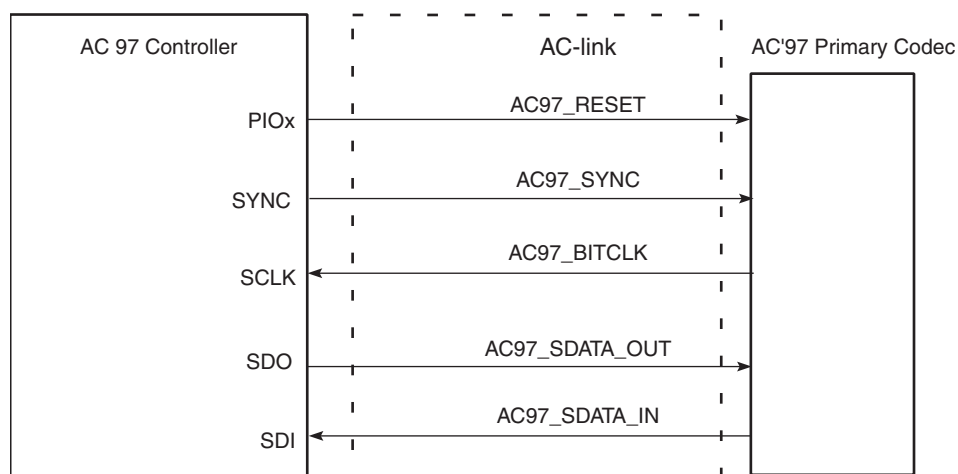 AC 97 Controller
AC-link
AC'97 Primary Codec
PIOx
AC97_RESET
SYNC
AC97_SYNC
SCLK
AC97_BITCLK
SDO
AC97_SDATA_OUT
SDI
AC97_SDATA_IN